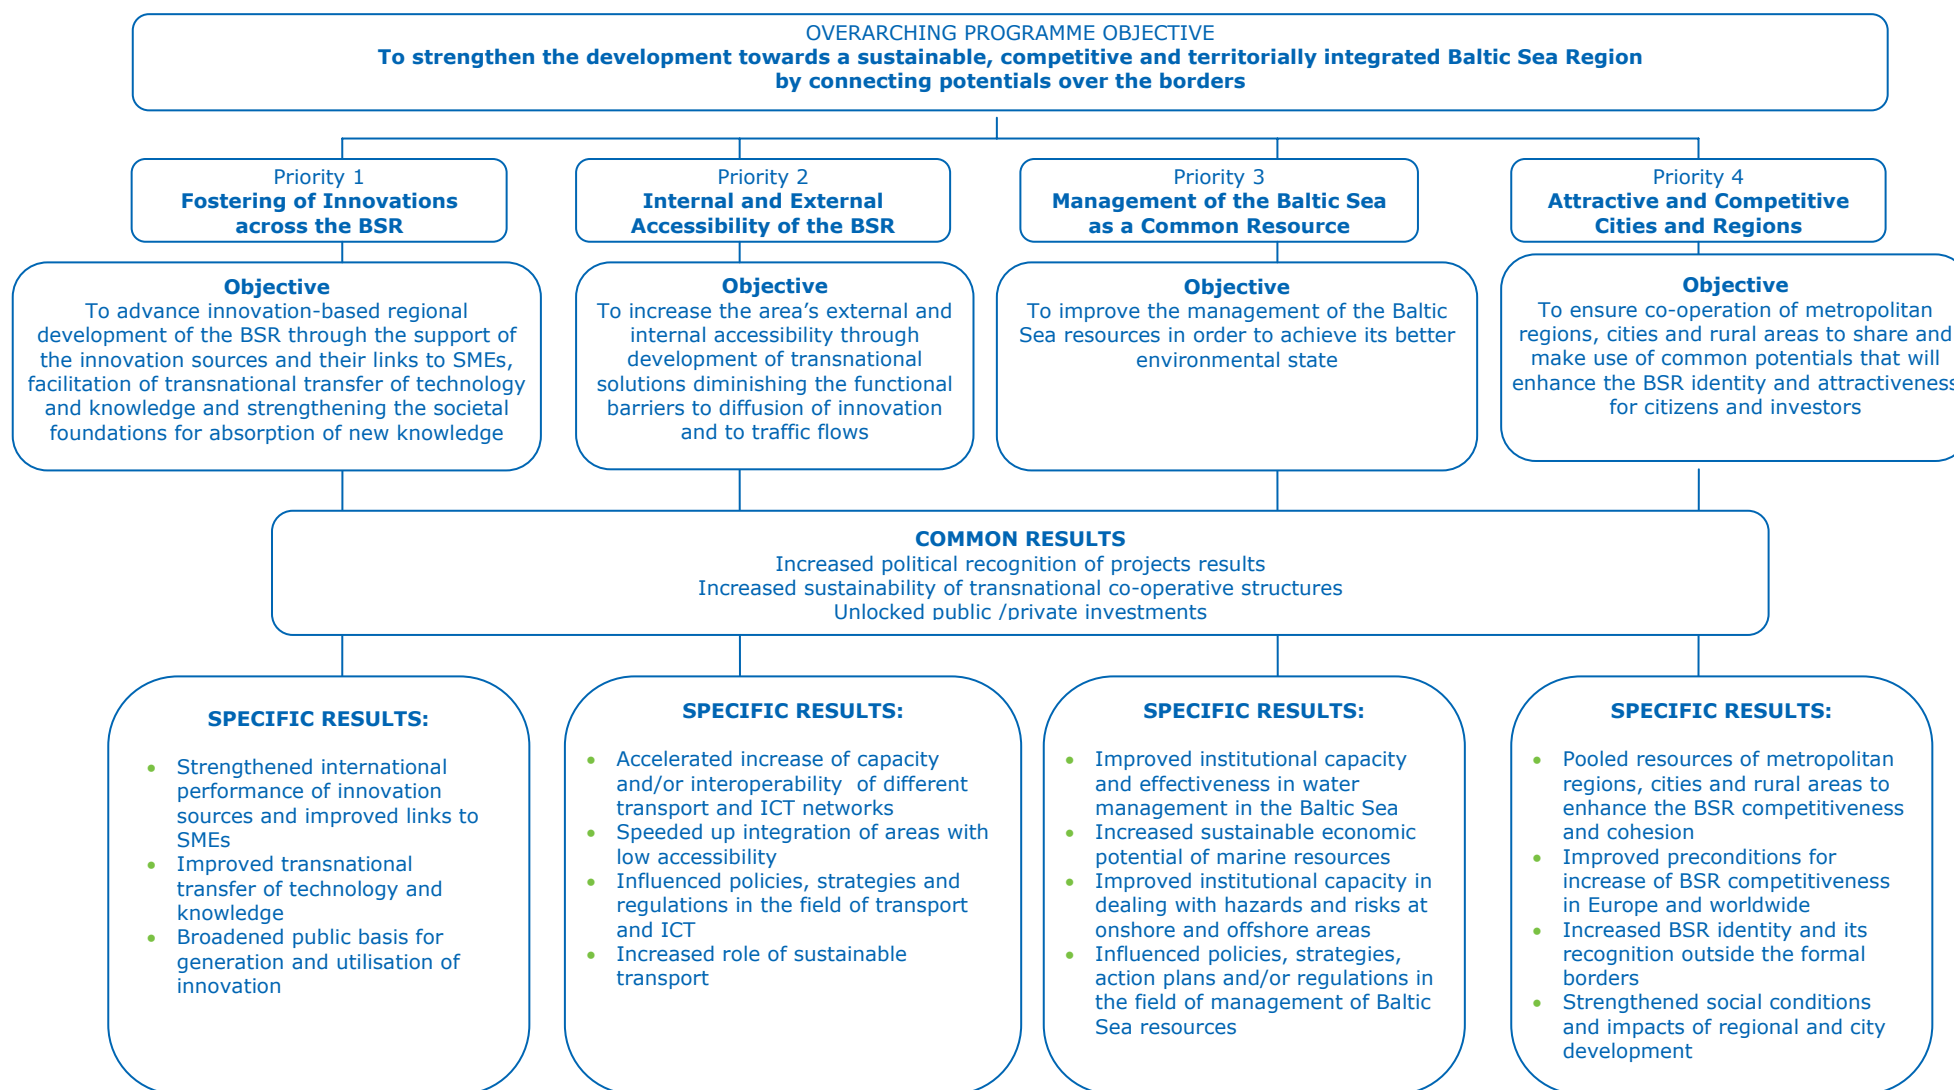 OVERARCHING PROGRAMME OBJECTIVE
To strengthen the development towards a sustainable, competitive and territorially integrated Baltic Sea Region
by connecting potentials over the borders
Priority 1
Fostering of Innovations
across the BSR
Priority 2
Internal and External
Accessibility of the BSR
Priority 3
Management of the Baltic Sea
as a Common Resource
Priority 4
Attractive and Competitive
Cities and Regions
Objective
To advance innovation-based regional
development of the BSR through the support of
the innovation sources and their links to SMEs,
facilitation of transnational transfer of technology
and knowledge and strengthening the societal
foundations for absorption of new knowledge
Objective
To increase the area’s external and
internal accessibility through
development of transnational
solutions diminishing the functional
barriers to diffusion of innovation
and to traffic flows
Objective
To improve the management of the Baltic
Sea resources in order to achieve its better
environmental state
Objective
To ensure co-operation of metropolitan
regions, cities and rural areas to share and
make use of common potentials that will
enhance the BSR identity and attractiveness
for citizens and investors
COMMON RESULTS
Increased political recognition of projects results
Increased sustainability of transnational co-operative structures
Unlocked public /private investments
SPECIFIC RESULTS:
• Strengthened international
performance of innovation
sources and improved links to
SMEs
• Improved transnational
transfer of technology and
knowledge
• Broadened public basis for
generation and utilisation of
innovation
SPECIFIC RESULTS:
• Accelerated increase of capacity
and/or interoperability of different
transport and ICT networks
• Speeded up integration of areas with
low accessibility
• Influenced policies, strategies and
regulations in the field of transport
and ICT
• Increased role of sustainable
transport
SPECIFIC RESULTS:
• Improved institutional capacity
and effectiveness in water
management in the Baltic Sea
• Increased sustainable economic
potential of marine resources
• Improved institutional capacity in
dealing with hazards and risks at
onshore and offshore areas
• Influenced policies, strategies,
action plans and/or regulations in
the field of management of Baltic
Sea resources
SPECIFIC RESULTS:
• Pooled resources of metropolitan
regions, cities and rural areas to
enhance the BSR competitiveness
and cohesion
• Improved preconditions for
increase of BSR competitiveness
in Europe and worldwide
• Increased BSR identity and its
recognition outside the formal
borders
• Strengthened social conditions
and impacts of regional and city
development